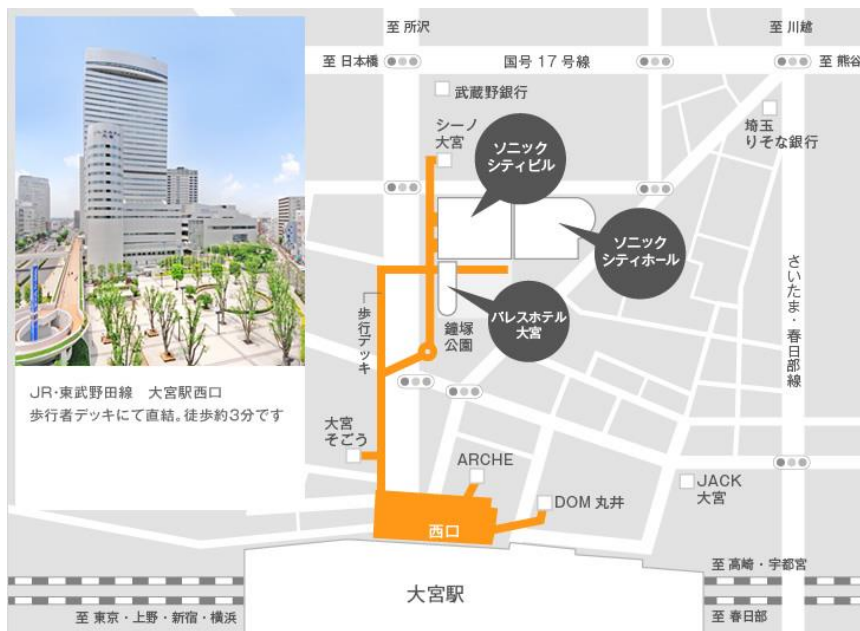 至 所沢
至 川越
至 日本橋
国号 17 号線
至 熊谷
武蔵野銀行
シーノ
大宮
ソニック
シティビル
埼玉
りそな銀行
ソニック
シティホール
さいたま・春日部線
歩行デッキ
鐘塚
公園
パレスホテル
大宮
JR・東武野田線　大宮駅西口
歩行者デッキにて直結。徒歩約3分です
大宮
そごう
ARCHE
JACK
大宮
DOM 丸井
西口
至 高崎・宇都宮
大宮駅
至 東京・上野・新宿・横浜
至 春日部